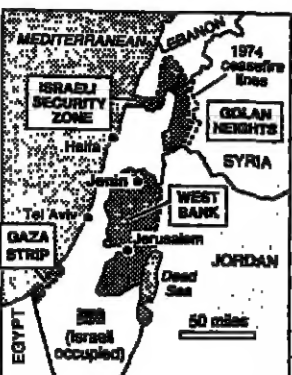 MEDITERRANEAN
LEBANON
1974
ceasefire
lines
ISRAELI
SECURITY
ZONE
GOLAN
HEIGHTS
Haifa
SYRIA
Jenin
WEST
BANK
Tel Aviv
GAZA
STRIP
Jerusalem
JORDAN
Dead
Sea
EGYPT
(Israeli
occupied)
50 miles